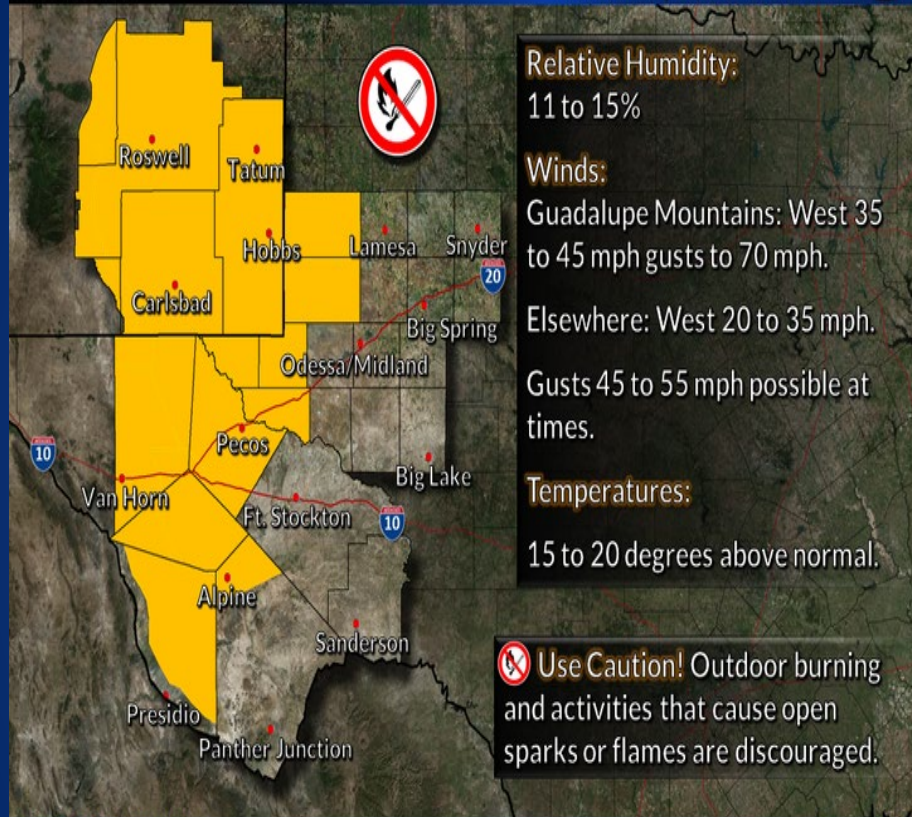 Relative Humidity:
11 to 15%
Winds:
Guadalupe Mountains: West 35
to 45 mph gusts to 70 mph.
Elsewhere: West 20 to 35 mph.
Gusts 45 to 55 mph possible at
times.
Temperatures:
15 to 20 degrees above normal.
Roswell
Tatum
Hobbs
Lamesa
Snyder
20
Carlsbad
Big Spring
Odessa/Midland
Pecos
10
Big Lake
Van Horn
Ft. Stockton
10
Alpine
Sanderson
Presidio
Panther Junction
Use Caution! Outdoor burning
and activities that cause open
sparks or flames are discouraged.